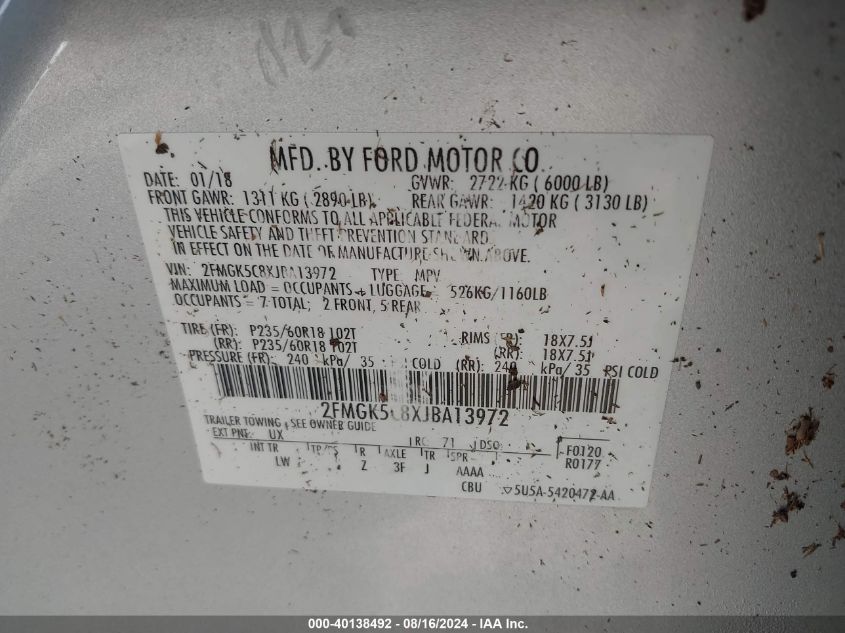 MFD. BY FORD MOTOR CO.
DATE: 01/18 GVWR: 2722 KG ( 6000 LB)
FRONT GAWR: 1311 KG ( 2890 LB) REAR GAWR: 1420 KG ( 3130 LB)
THIS VEHICLE CONFORMS TO ALL APPLICABLE FEDERAL MOTOR
VEHICLE SAFETY AND THEFT PREVENTION STANDARD
IN EFFECT ON THE DATE OF MANUFACTURE SHOWN ABOVE.
VIN: 2FMGK5C8XJBA13972 TYPE: MPV
MAXIMUM LOAD = OCCUPANTS + LUGGAGE: 526KG/1160LB
OCCUPANTS = 7 TOTAL; 2 FRONT, 5 REAR
TIRE (FR): P235/60R18 102T RIMS (FR): 18X7.5J
(RR): P235/60R18 102T (RR): 18X7.5J
PRESSURE (FR): 240 kPa/ 35 COLD (RR): 240 kPa/ 35 PSI COLD
2FMGK5C8XJBA13972
TRAILER TOWING - SEE OWNER GUIDE
EXT PNT: UX RC: 71 DSO: F0120
INT TR TP/PS R AXLE TR SPR R0177
LW Z 3F J AAAA
CBU 5U5A-5420472-AA
000-40138492 - 08/16/2024 - IAA Inc.